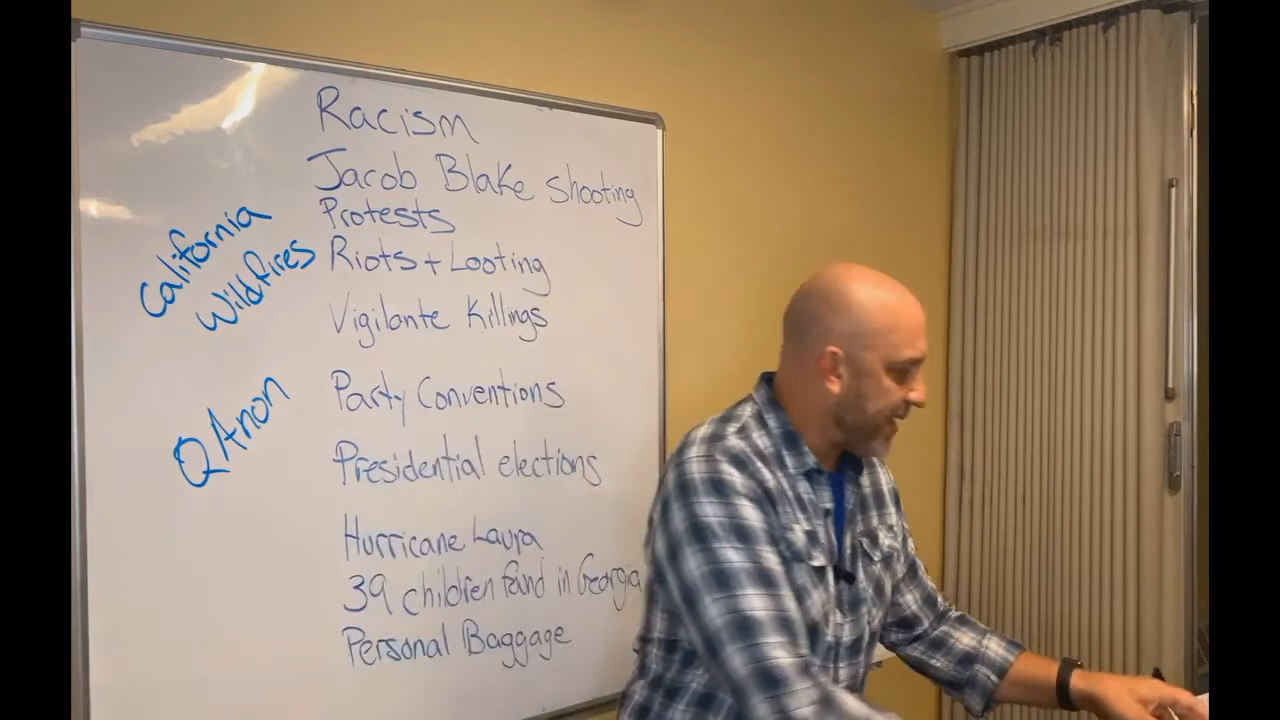 Racism
Jacob Blake shooting
Protests
Riots + Looting
Vigilante Killings
Party Conventions
Presidential elections
Hurricane Laura
39 children found in Georgia
Personal Baggage
California
Wildfires
QAnon